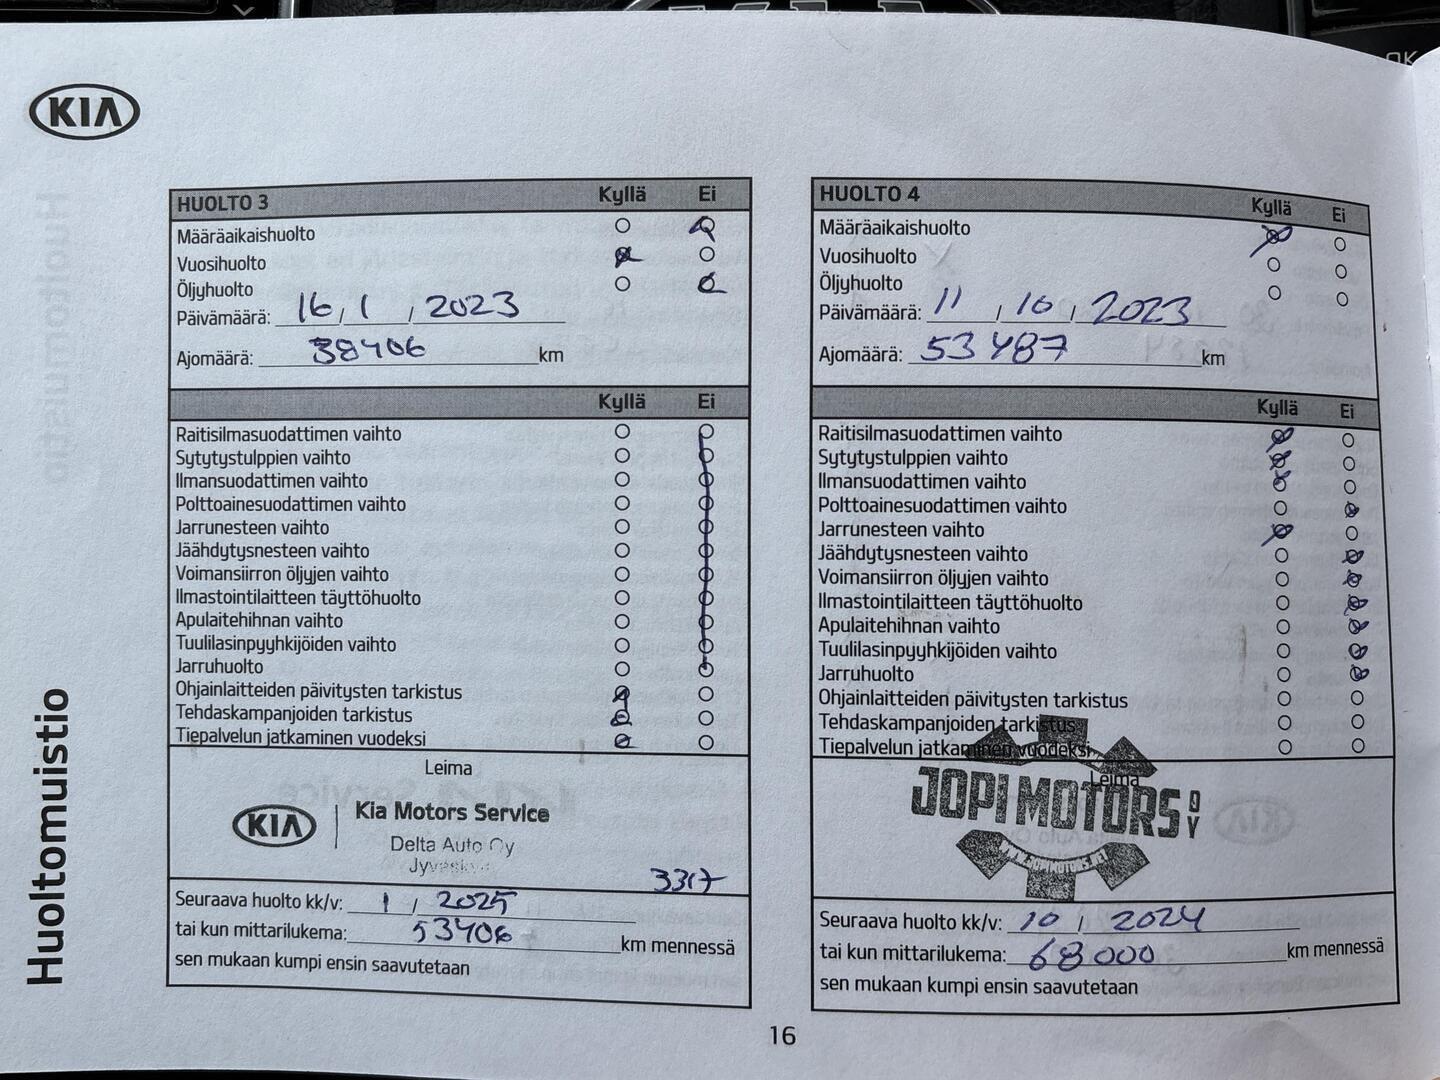 KIA
Huoltomuistio
HUOLTO 3 Kyllä Ei
Määräaikaishuolto
Vuosihuolto
Öljyhuolto
Päivämäärä: 16 / 1 / 2023
Ajomäärä: 38406 km
Kyllä Ei
Raitisilmasuodattimen vaihto
Sytytystulppien vaihto
Ilmansuodattimen vaihto
Polttoainesuodattimen vaihto
Jarrunesteen vaihto
Jäähdytysnesteen vaihto
Voimansiirron öljyjen vaihto
Ilmastointilaitteen täyttöhuolto
Apulaitehihnan vaihto
Tuulilasinpyyhkijöiden vaihto
Jarruhuolto
Ohjainlaitteiden päivitysten tarkistus
Tehdaskampanjoiden tarkistus
Tiepalvelun jatkaminen vuodeksi
Leima
KIA Kia Motors Service
Delta Auto Oy
3317
Seuraava huolto kk/v: 1 / 2025
tai kun mittarilukema: 53406 km mennessä
sen mukaan kumpi ensin saavutetaan
HUOLTO 4 Kyllä Ei
Määräaikaishuolto
Vuosihuolto
Öljyhuolto
Päivämäärä: 11 / 10 / 2023
Ajomäärä: 53 487 km
Kyllä Ei
Raitisilmasuodattimen vaihto
Sytytystulppien vaihto
Ilmansuodattimen vaihto
Polttoainesuodattimen vaihto
Jarrunesteen vaihto
Jäähdytysnesteen vaihto
Voimansiirron öljyjen vaihto
Ilmastointilaitteen täyttöhuolto
Apulaitehihnan vaihto
Tuulilasinpyyhkijöiden vaihto
Jarruhuolto
Ohjainlaitteiden päivitysten tarkistus
Tehdaskampanjoiden tarkistus
Tiepalvelun jatkaminen vuodeksi
Leima
JOPI MOTORS OY
WWW.JOPIMOTORS.NET
Seuraava huolto kk/v: 10 / 2024
tai kun mittarilukema: 68 000 km mennessä
sen mukaan kumpi ensin saavutetaan
16